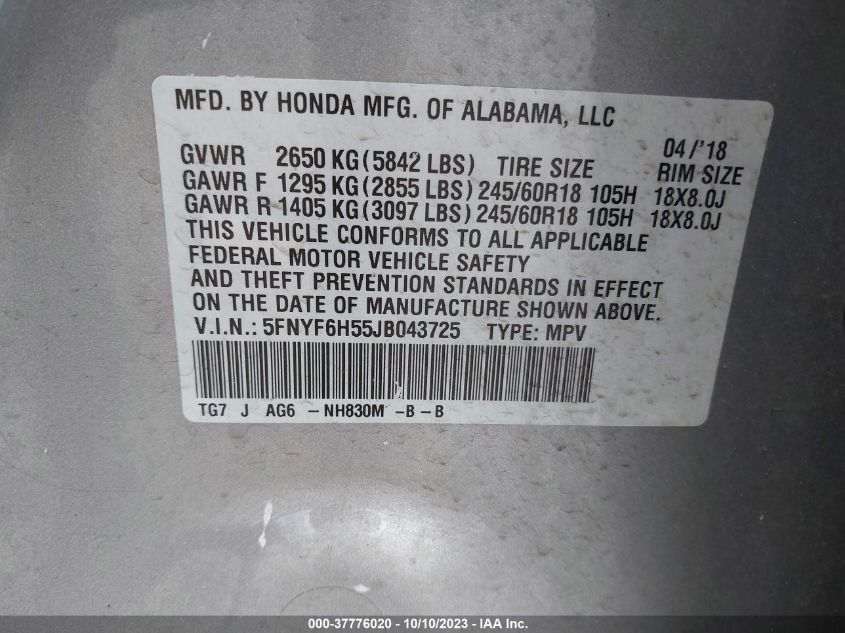 MFD. BY HONDA MFG. OF ALABAMA, LLC
04/'18
GVWR 2650 KG (5842 LBS) TIRE SIZE RIM SIZE
GAWR F 1295 KG (2855 LBS) 245/60R18 105H 18X8.0J
GAWR R 1405 KG (3097 LBS) 245/60R18 105H 18X8.0J
THIS VEHICLE CONFORMS TO ALL APPLICABLE
FEDERAL MOTOR VEHICLE SAFETY
AND THEFT PREVENTION STANDARDS IN EFFECT
ON THE DATE OF MANUFACTURE SHOWN ABOVE.
V.I.N.: 5FNYF6H55JB043725 TYPE: MPV
TG7 J AG6 - NH830M - B - B
000-37776020 - 10/10/2023 - IAA Inc.